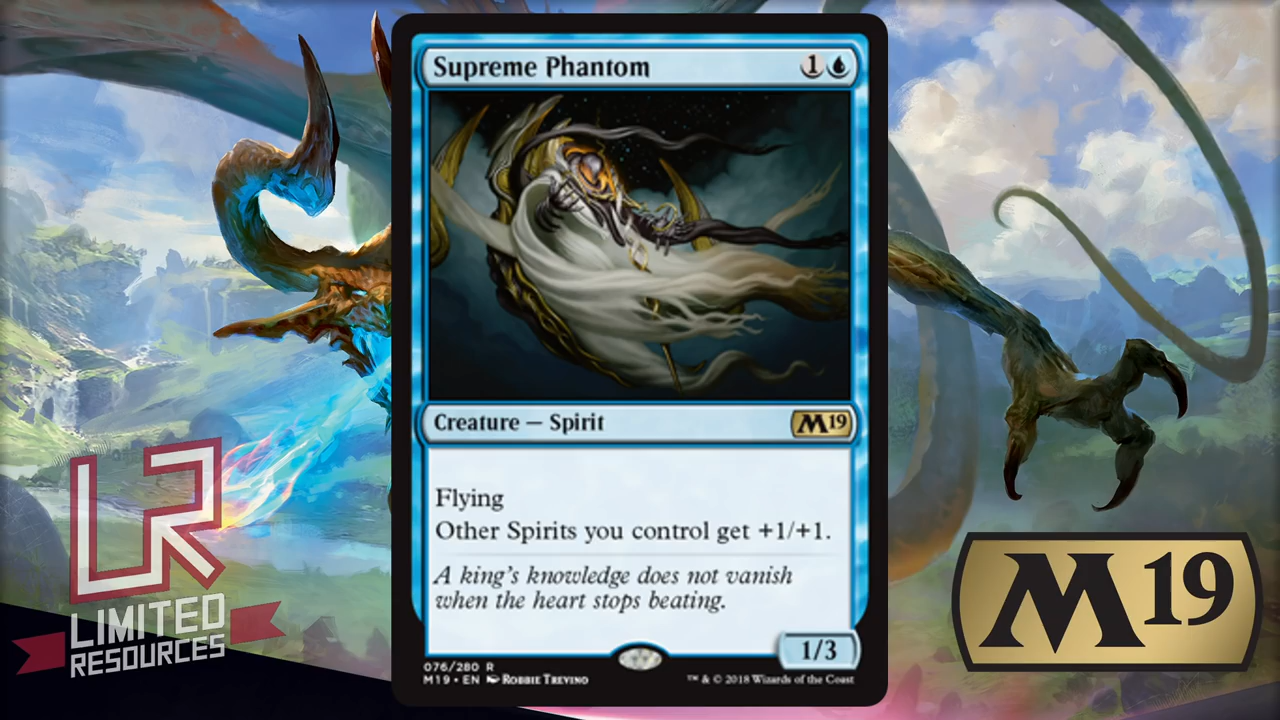 Supreme Phantom 1
Creature — Spirit M19
Flying
Other Spirits you control get +1/+1.
A king's knowledge does not vanish
when the heart stops beating.
1/3
076/280 R
M19 • EN Robbie Trevino ™ & © 2018 Wizards of the Coast
LR
LIMITED
RESOURCES
M19